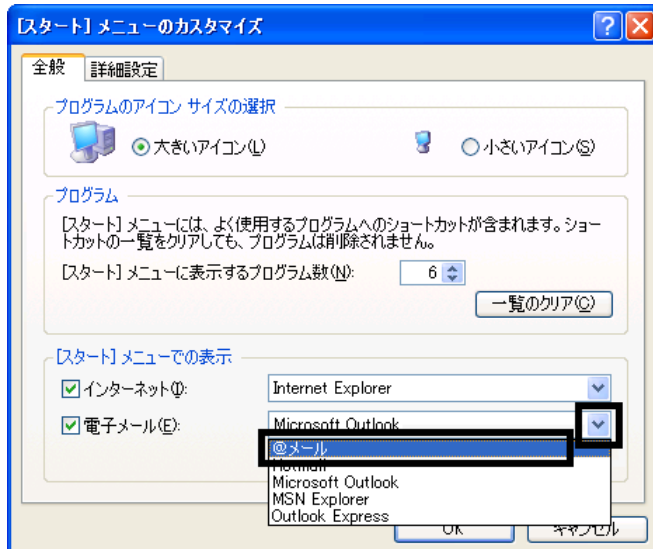 [スタート] メニューのカスタマイズ
全般
詳細設定
プログラムのアイコン サイズの選択
大きいアイコン(L)
小さいアイコン(S)
プログラム
[スタート] メニューには、よく使用するプログラムへのショートカットが含まれます。ショー
トカットの一覧をクリアしても、プログラムは削除されません。
[スタート] メニューに表示するプログラム数(N):
6
一覧のクリア(C)
[スタート] メニューでの表示
インターネット(I):
Internet Explorer
電子メール(E):
Microsoft Outlook
@メール
Hotmail
Microsoft Outlook
MSN Explorer
Outlook Express
OK
キャンセル